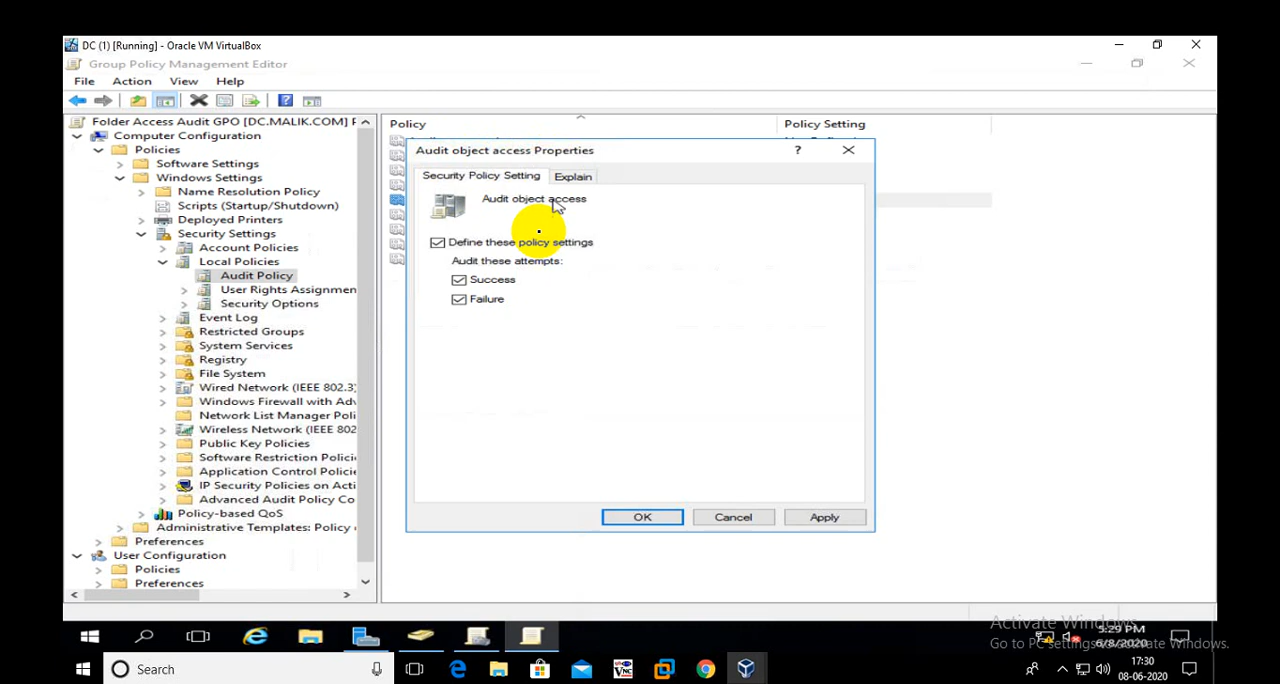 DC (1) [Running] - Oracle VM VirtualBox
Group Policy Management Editor
File Action View Help
Folder Access Audit GPO [DC.MALIK.COM] F
Computer Configuration
Policies
Software Settings
Windows Settings
Name Resolution Policy
Scripts (Startup/Shutdown)
Deployed Printers
Security Settings
Account Policies
Local Policies
Audit Policy
User Rights Assignmen
Security Options
Event Log
Restricted Groups
System Services
Registry
File System
Wired Network (IEEE 802.3)
Windows Firewall with Adv
Network List Manager Poli
Wireless Network (IEEE 802
Public Key Policies
Software Restriction Polici
Application Control Policie
IP Security Policies on Acti
Advanced Audit Policy Co
Policy-based QoS
Administrative Templates: Policy
Preferences
User Configuration
Policies
Preferences
Policy Policy Setting
Audit object access Properties
Security Policy Setting Explain
Audit object access
Define these policy settings
Audit these attempts:
Success
Failure
OK Cancel Apply
Activate Windows
Go to PC settings to activate Windows.
5:29 PM
6/8/2020
Search
17:30
08-06-2020